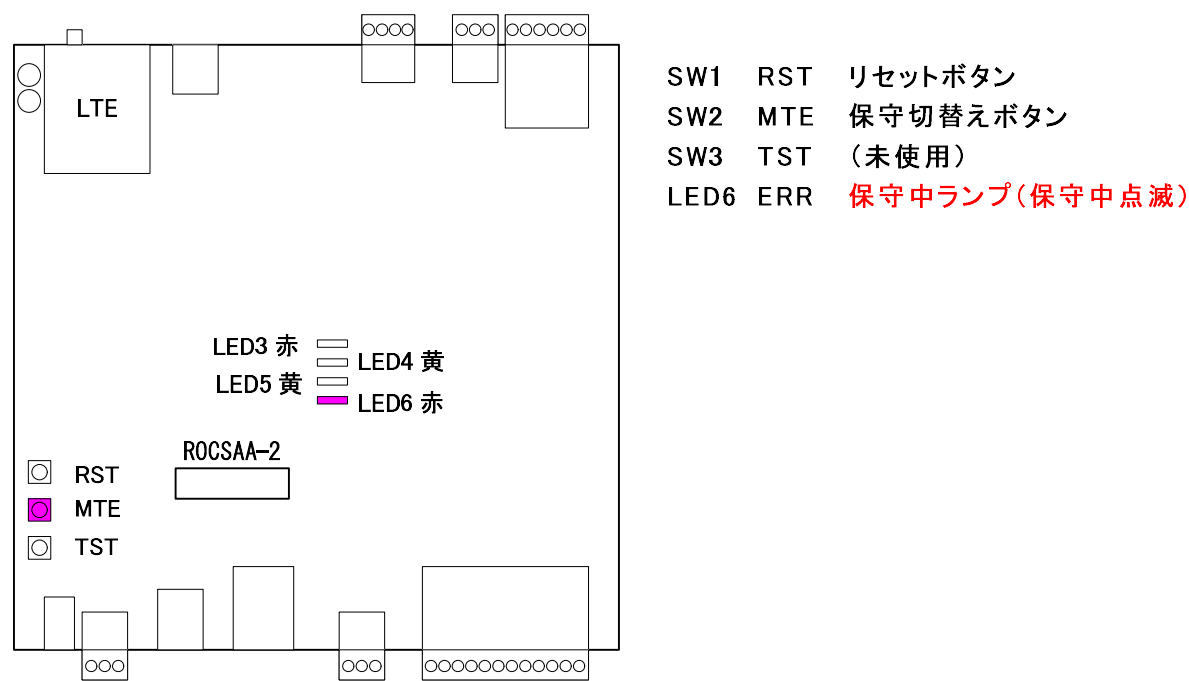 LTE
SW1 RST リセットボタン
SW2 MTE 保守切替えボタン
SW3 TST （未使用）
LED6 ERR 保守中ランプ（保守中点滅）
LED3 赤
LED4 黄
LED5 黄
LED6 赤
ROCSAA-2
RST
MTE
TST